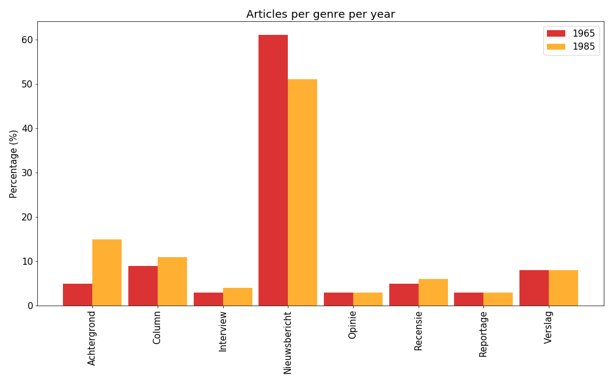 Articles per genre per year
1965
1985
Percentage (%)
60
50
40
30
20
10
0
Achtergrond
Column
Interview
Nieuwsbericht
Opinie
Recensie
Reportage
Verslag